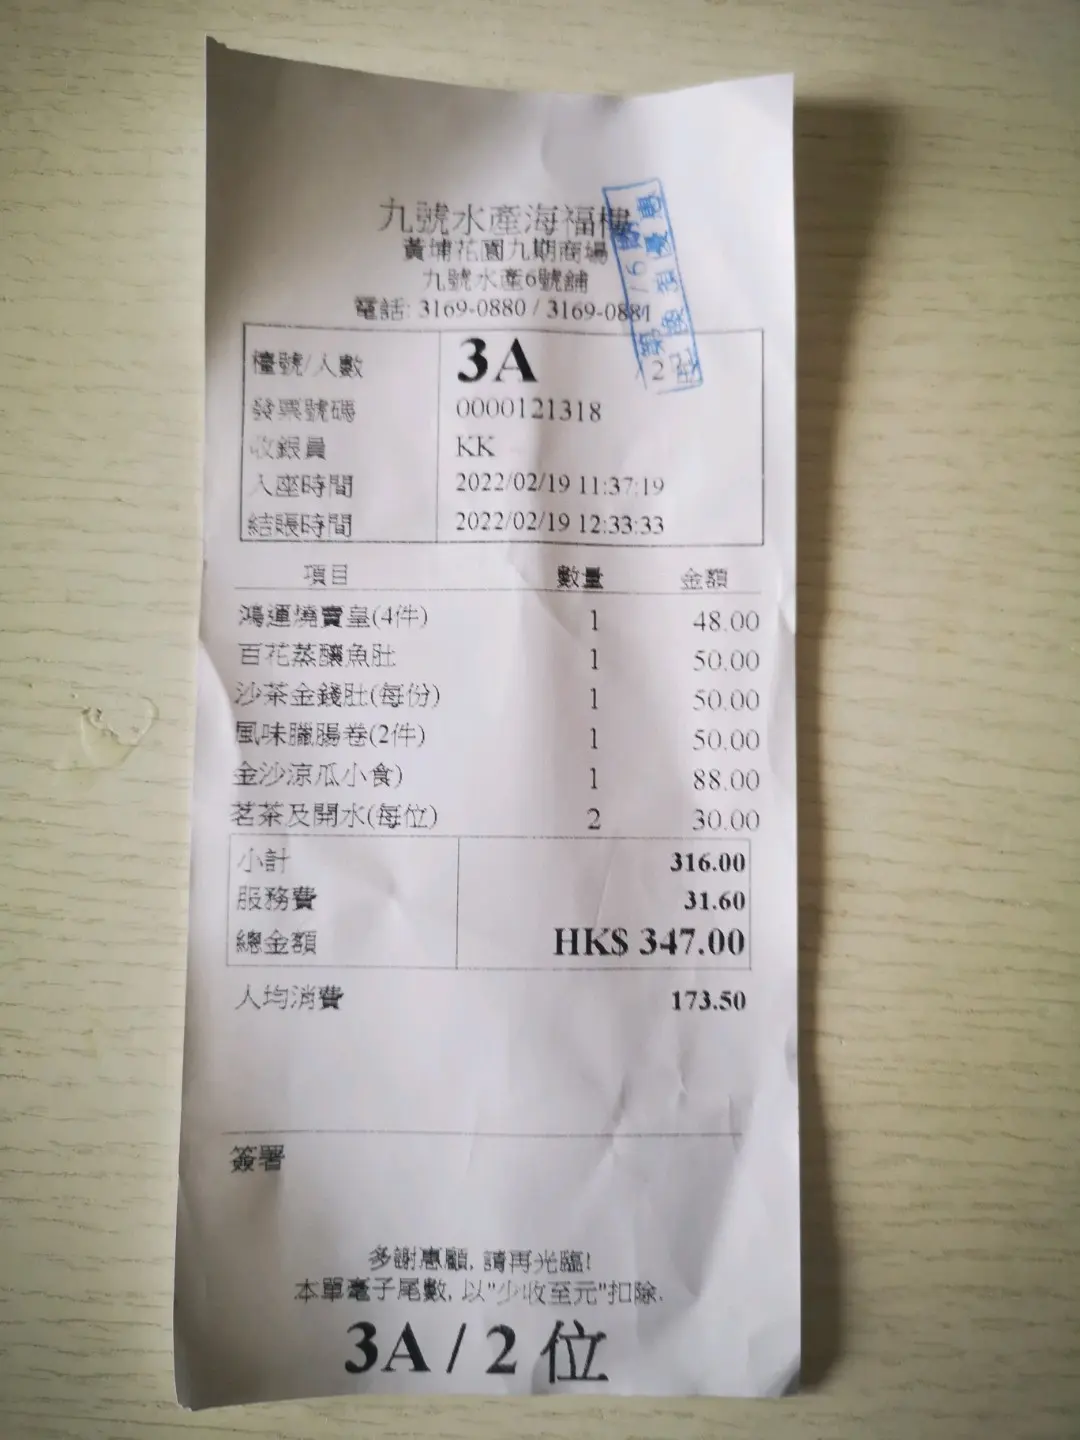 九號水產海福樓
黃埔花園九期商場
九號水產6號舖
電話: 3169-0880 / 3169-0881
檯號/人數 3A
發票號碼 0000121318
收銀員 KK
入座時間 2022/02/19 11:37:19
結賬時間 2022/02/19 12:33:33
項目 數量 金額
鴻運燒賣皇(4件) 1 48.00
百花蒸釀魚肚 1 50.00
沙茶金錢肚(每份) 1 50.00
風味臘腸卷(2件) 1 50.00
金沙涼瓜小食) 1 88.00
茗茶及開水(每位) 2 30.00
小計 316.00
服務費 31.60
總金額 HK$ 347.00
人均消費 173.50
簽署
多謝惠顧, 請再光臨!
本單毫子尾數, 以"少收至元"扣除.
3A / 2 位